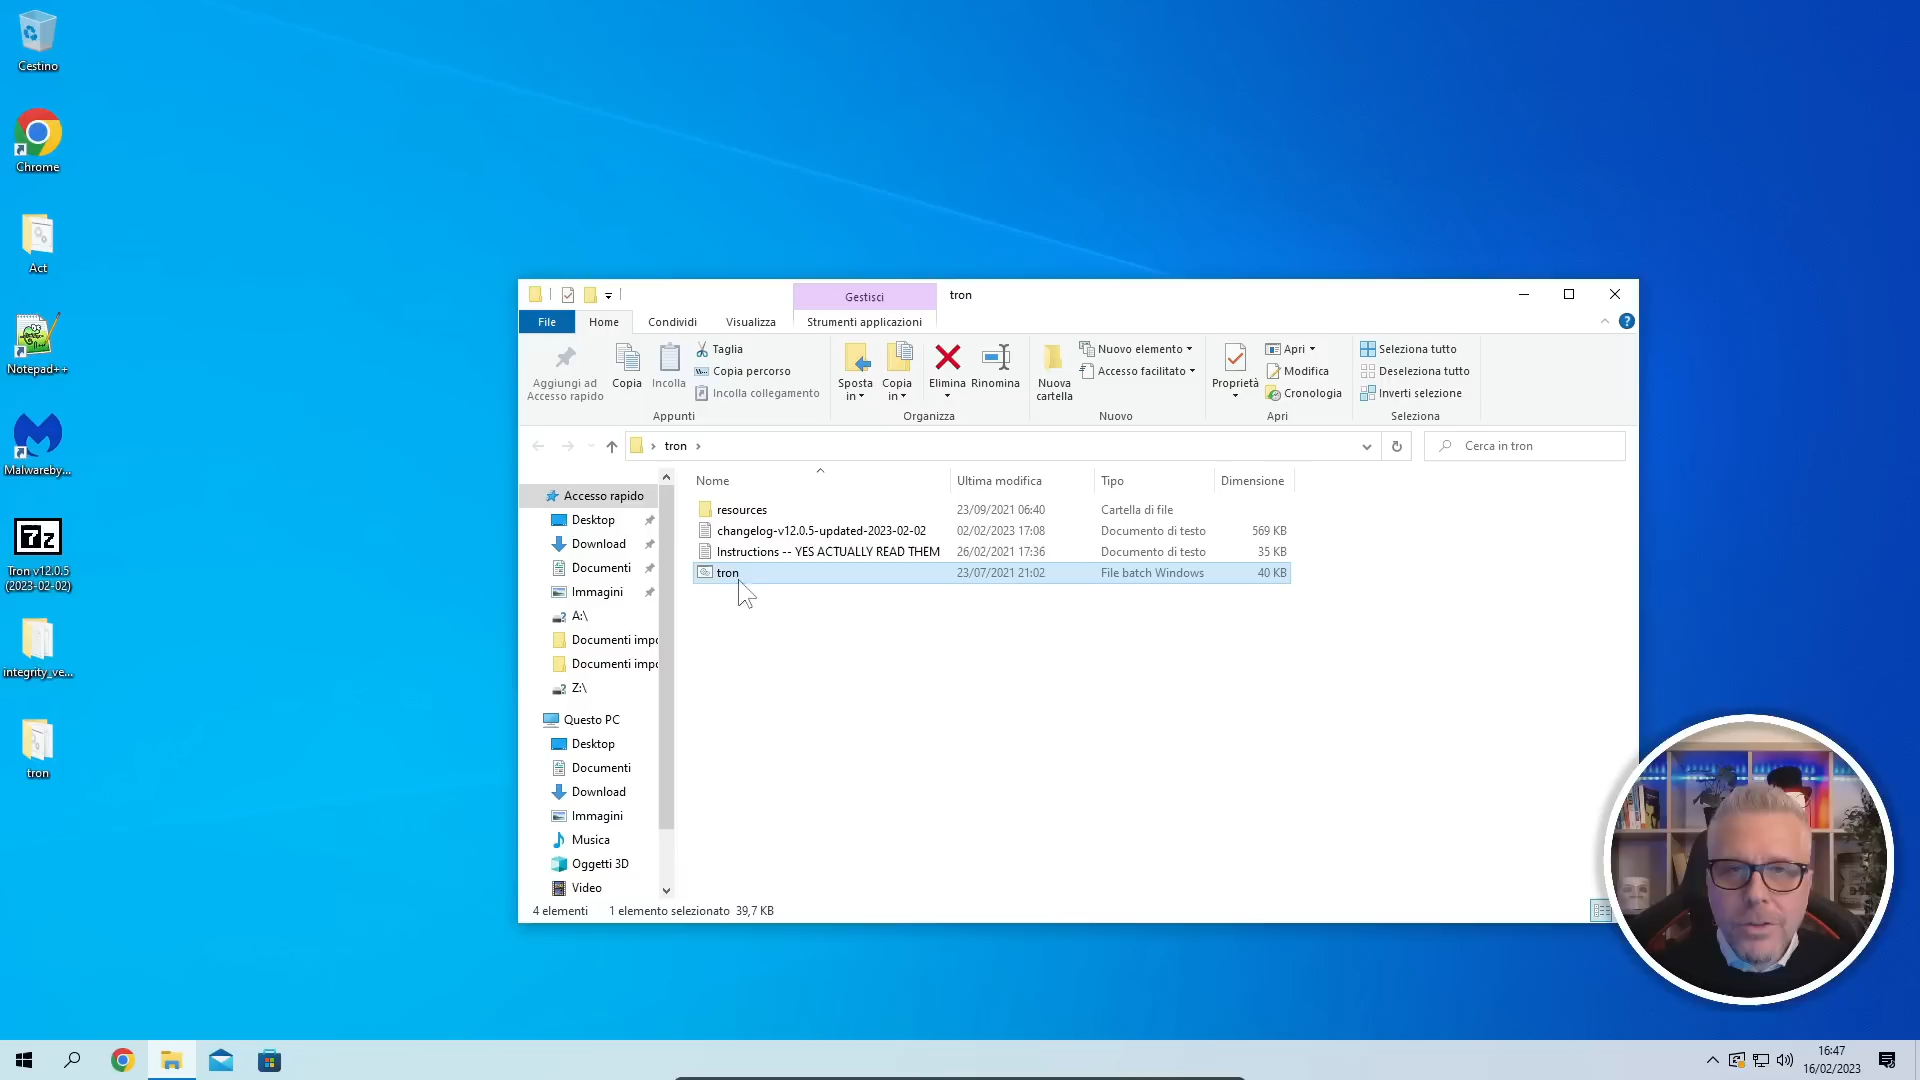 Cestino
Chrome
Act
Notepad++
Malwareby...
7z
Tron v12.0.5
(2023-02-02)
integrity_ve...
tron
Gestisci
tron
File
Home
Condividi
Visualizza
Strumenti applicazioni
Aggiungi ad
Accesso rapido
Copia
Incolla
Taglia
Copia percorso
Incolla collegamento
Appunti
Sposta
in
Copia
in
Elimina
Rinomina
Organizza
Nuova
cartella
Nuovo elemento
Accesso facilitato
Nuovo
Proprietà
Apri
Modifica
Cronologia
Apri
Seleziona tutto
Deseleziona tutto
Inverti selezione
Seleziona
tron
Cerca in tron
Accesso rapido
Desktop
Download
Documenti
Immagini
A:\
Documenti impo
Documenti impo
Z:\
Questo PC
Desktop
Documenti
Download
Immagini
Musica
Oggetti 3D
Video
Nome Ultima modifica Tipo Dimensione
resources 23/09/2021 06:40 Cartella di file
changelog-v12.0.5-updated-2023-02-02 02/02/2023 17:08 Documento di testo 569 KB
Instructions -- YES ACTUALLY READ THEM 26/02/2021 17:36 Documento di testo 35 KB
tron 23/07/2021 21:02 File batch Windows 40 KB
4 elementi 1 elemento selezionato 39,7 KB
16:47
16/02/2023